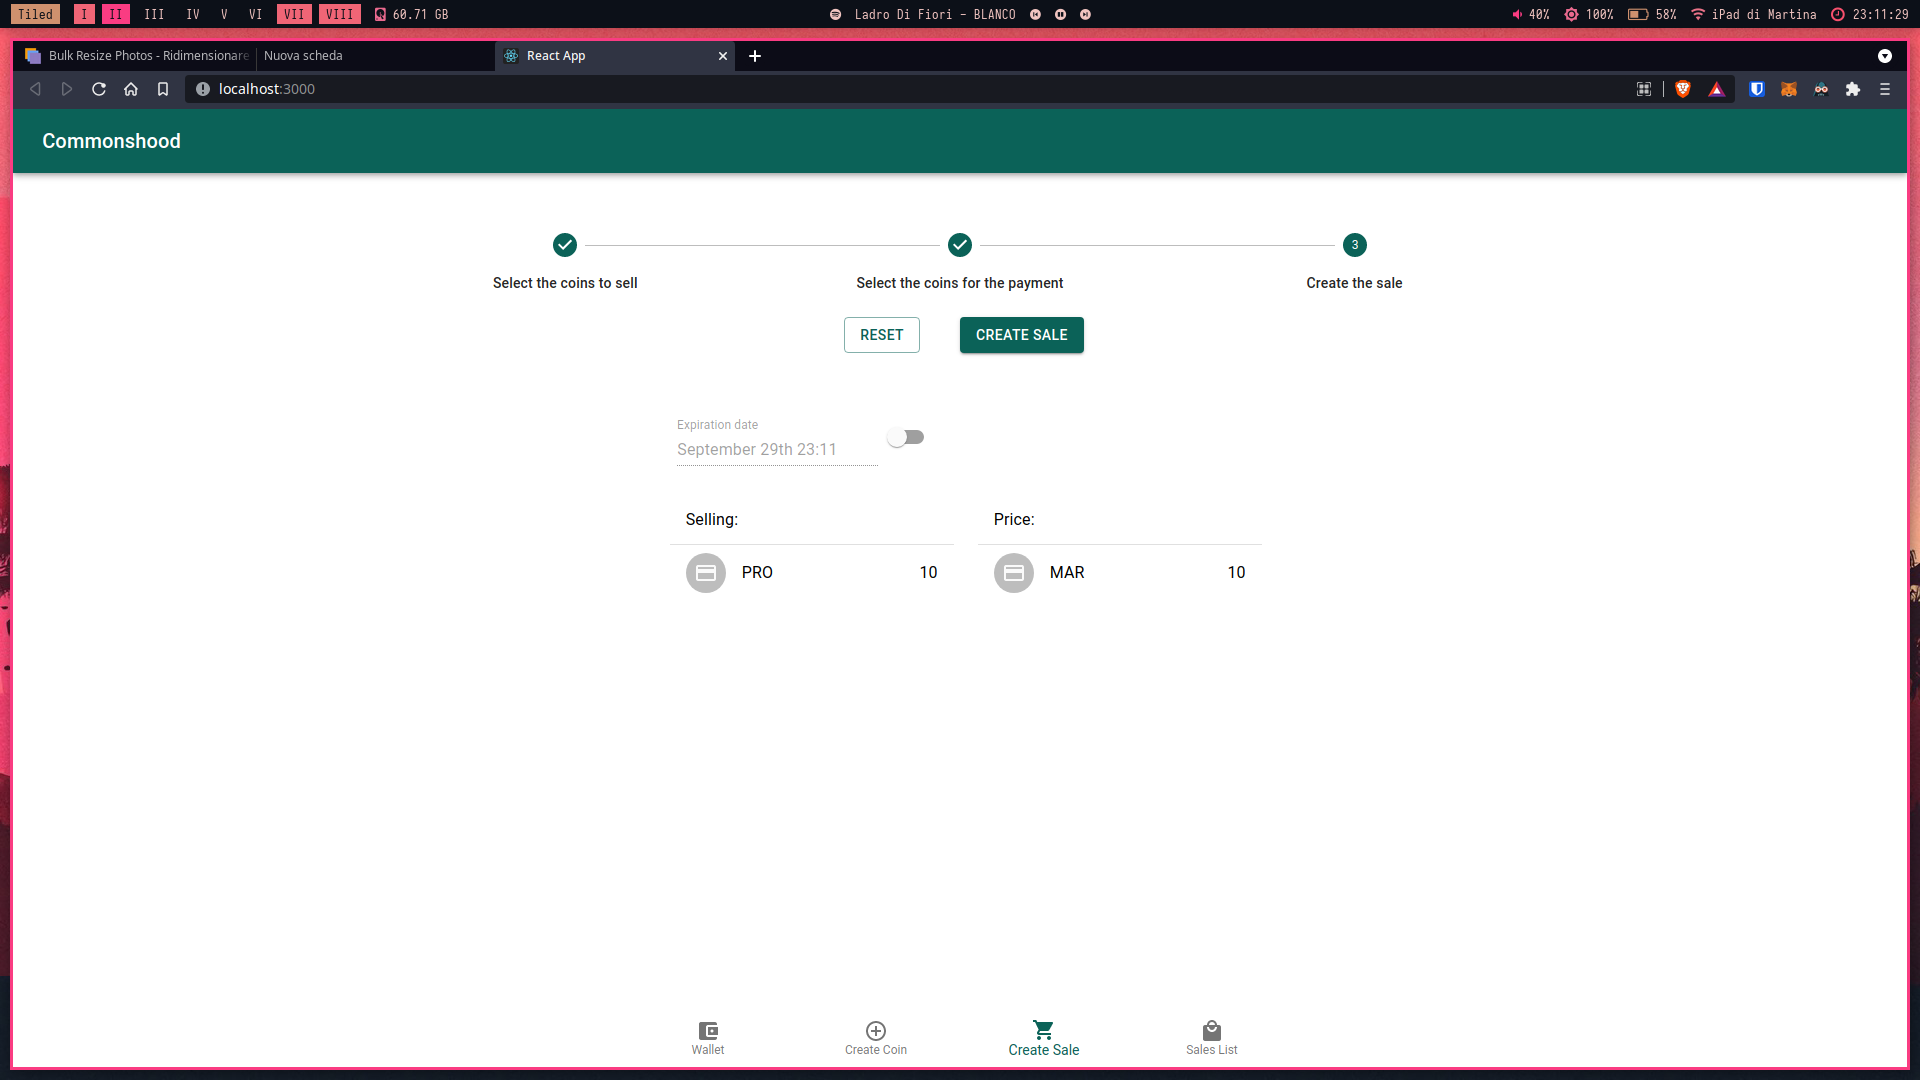 Tiled I II III IV V VI VII VIII 60.71 GB Ladro Di Fiori - BLANCO 40% 100% 58% iPad di Martina 23:11:29
Bulk Resize Photos - Ridimensionare Nuova scheda React App
localhost:3000
Commonshood
3
Select the coins to sell Select the coins for the payment Create the sale
RESET CREATE SALE
Expiration date
September 29th 23:11
Selling: Price:
PRO 10 MAR 10
Wallet Create Coin Create Sale Sales List